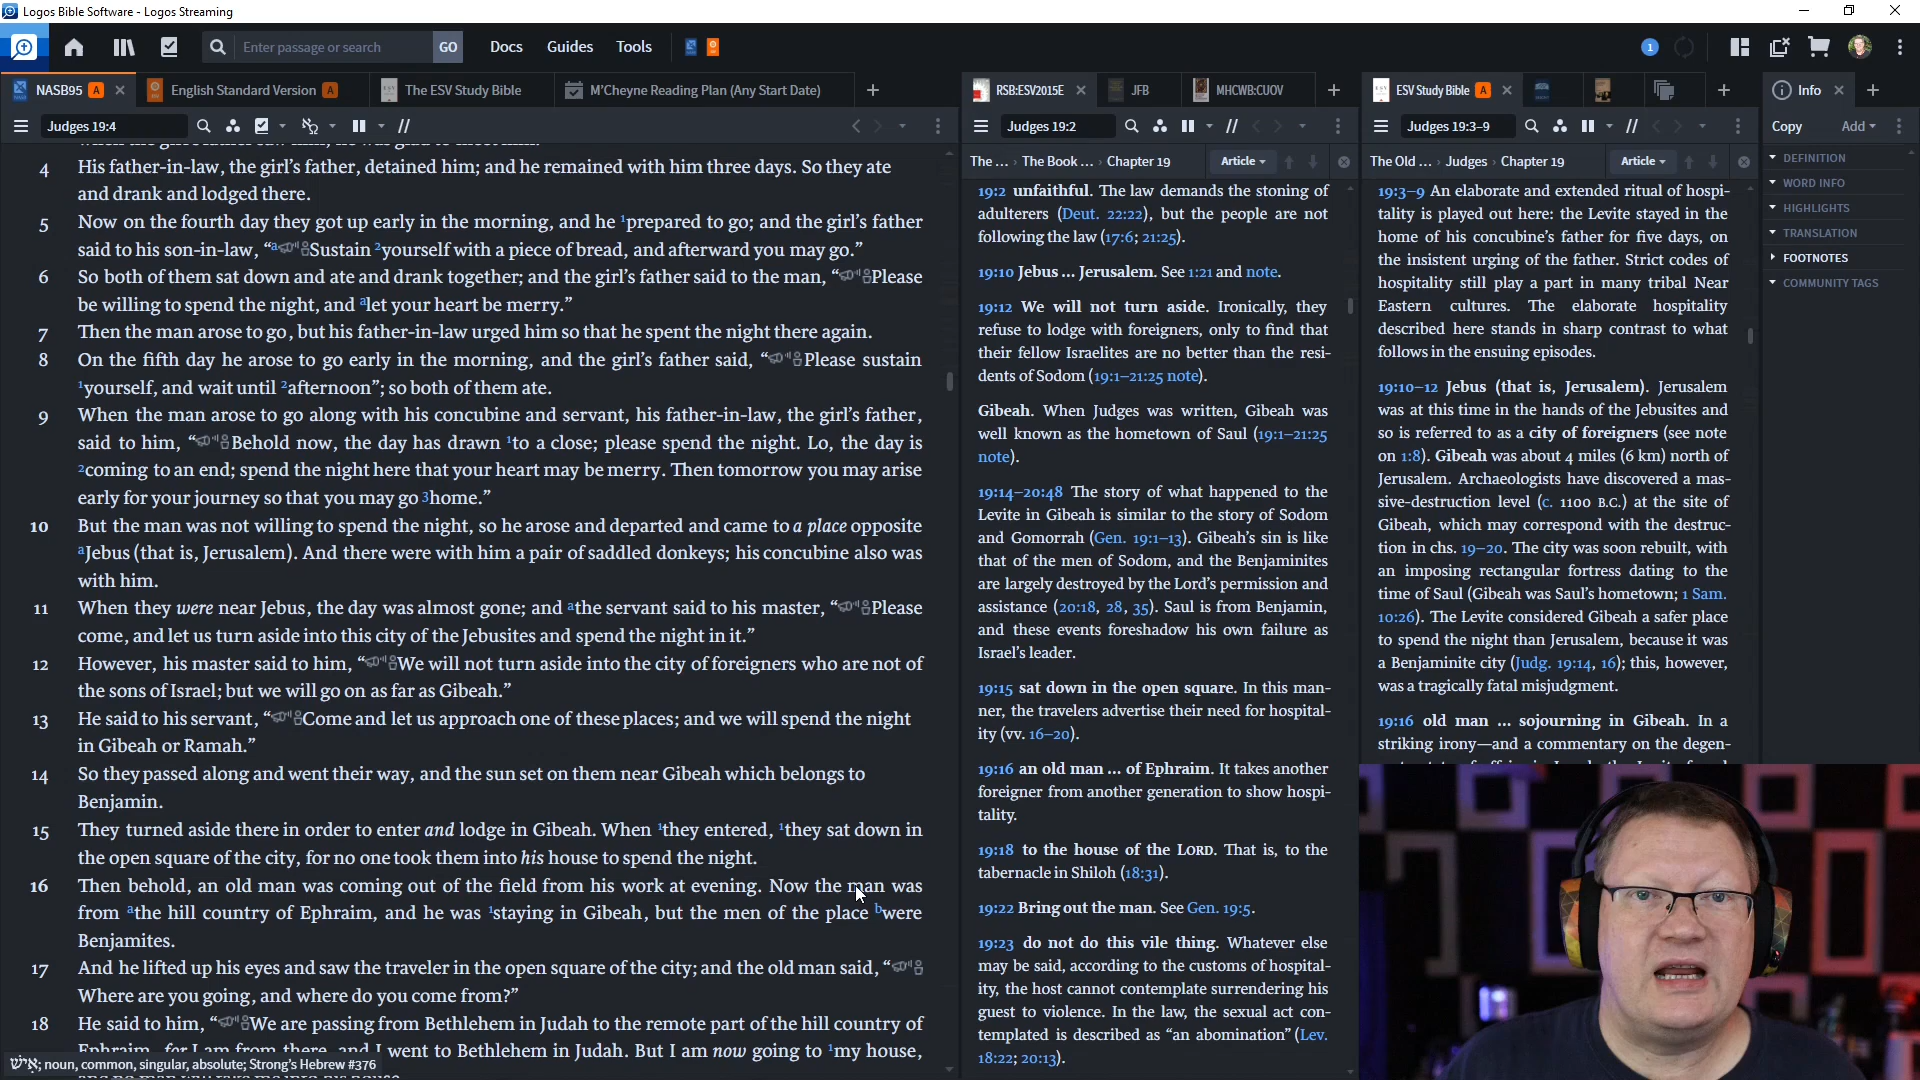 Logos Bible Software - Logos Streaming
Enter passage or search
GO
Docs
Guides
Tools
1
NASB95 A
English Standard Version A
The ESV Study Bible
M'Cheyne Reading Plan (Any Start Date)
Judges 19:4
4 His father-in-law, the girl's father, detained him; and he remained with him three days. So they ate
and drank and lodged there.
5 Now on the fourth day they got up early in the morning, and he 1prepared to go; and the girl's father
said to his son-in-law, “aSustain 2yourself with a piece of bread, and afterward you may go.”
6 So both of them sat down and ate and drank together; and the girl's father said to the man, “Please
be willing to spend the night, and alet your heart be merry.”
7 Then the man arose to go, but his father-in-law urged him so that he spent the night there again.
8 On the fifth day he arose to go early in the morning, and the girl's father said, “Please sustain
1yourself, and wait until 2afternoon”; so both of them ate.
9 When the man arose to go along with his concubine and servant, his father-in-law, the girl's father,
said to him, “Behold now, the day has drawn 1to a close; please spend the night. Lo, the day is
2coming to an end; spend the night here that your heart may be merry. Then tomorrow you may arise
early for your journey so that you may go 3home.”
10 But the man was not willing to spend the night, so he arose and departed and came to a place opposite
aJebus (that is, Jerusalem). And there were with him a pair of saddled donkeys; his concubine also was
with him.
11 When they were near Jebus, the day was almost gone; and athe servant said to his master, “Please
come, and let us turn aside into this city of the Jebusites and spend the night in it.”
12 However, his master said to him, “We will not turn aside into the city of foreigners who are not of
the sons of Israel; but we will go on as far as Gibeah.”
13 He said to his servant, “Come and let us approach one of these places; and we will spend the night
in Gibeah or Ramah.”
14 So they passed along and went their way, and the sun set on them near Gibeah which belongs to
Benjamin.
15 They turned aside there in order to enter and lodge in Gibeah. When 1they entered, 1they sat down in
the open square of the city, for no one took them into his house to spend the night.
16 Then behold, an old man was coming out of the field from his work at evening. Now the man was
from athe hill country of Ephraim, and he was 1staying in Gibeah, but the men of the place bwere
Benjamites.
17 And he lifted up his eyes and saw the traveler in the open square of the city; and the old man said, “
Where are you going, and where do you come from?”
18 He said to him, “We are passing from Bethlehem in Judah to the remote part of the hill country of
Ephraim, for I am from there, and I went to Bethlehem in Judah. But I am now going to 1my house,
אִישׁ; noun, common, singular, absolute; Strong's Hebrew #376
RSB:ESV2015E
JFB
MHCWB:CUOV
Judges 19:2
The ... › The Book ... › Chapter 19
Article
19:2 unfaithful. The law demands the stoning of
adulterers (Deut. 22:22), but the people are not
following the law (17:6; 21:25).
19:10 Jebus ... Jerusalem. See 1:21 and note.
19:12 We will not turn aside. Ironically, they
refuse to lodge with foreigners, only to find that
their fellow Israelites are no better than the resi-
dents of Sodom (19:1–21:25 note).
Gibeah. When Judges was written, Gibeah was
well known as the hometown of Saul (19:1–21:25
note).
19:14–20:48 The story of what happened to the
Levite in Gibeah is similar to the story of Sodom
and Gomorrah (Gen. 19:1–13). Gibeah's sin is like
that of the men of Sodom, and the Benjaminites
are largely destroyed by the Lord's permission and
assistance (20:18, 28, 35). Saul is from Benjamin,
and these events foreshadow his own failure as
Israel's leader.
19:15 sat down in the open square. In this man-
ner, the travelers advertise their need for hospital-
ity (vv. 16–20).
19:16 an old man ... of Ephraim. It takes another
foreigner from another generation to show hospi-
tality.
19:18 to the house of the LORD. That is, to the
tabernacle in Shiloh (18:31).
19:22 Bring out the man. See Gen. 19:5.
19:23 do not do this vile thing. Whatever else
may be said, according to the customs of hospital-
ity, the host cannot contemplate surrendering his
guest to violence. In the law, the sexual act con-
templated is described as “an abomination” (Lev.
18:22; 20:13).
ESV Study Bible A
Judges 19:3–9
The Old ... › Judges › Chapter 19
Article
19:3–9 An elaborate and extended ritual of hospi-
tality is played out here: the Levite stayed in the
home of his concubine's father for five days, on
the insistent urging of the father. Strict codes of
hospitality still play a part in many tribal Near
Eastern cultures. The elaborate hospitality
described here stands in sharp contrast to what
follows in the ensuing episodes.
19:10–12 Jebus (that is, Jerusalem). Jerusalem
was at this time in the hands of the Jebusites and
so is referred to as a city of foreigners (see note
on 1:8). Gibeah was about 4 miles (6 km) north of
Jerusalem. Archaeologists have discovered a mas-
sive-destruction level (c. 1100 B.C.) at the site of
Gibeah, which may correspond with the destruc-
tion in chs. 19–20. The city was soon rebuilt, with
an imposing rectangular fortress dating to the
time of Saul (Gibeah was Saul's hometown; 1 Sam.
10:26). The Levite considered Gibeah a safer place
to spend the night than Jerusalem, because it was
a Benjaminite city (Judg. 19:14, 16); this, however,
was a tragically fatal misjudgment.
19:16 old man ... sojourning in Gibeah. In a
striking irony—and a commentary on the degen-
Info
Copy
Add
DEFINITION
WORD INFO
HIGHLIGHTS
TRANSLATION
FOOTNOTES
COMMUNITY TAGS